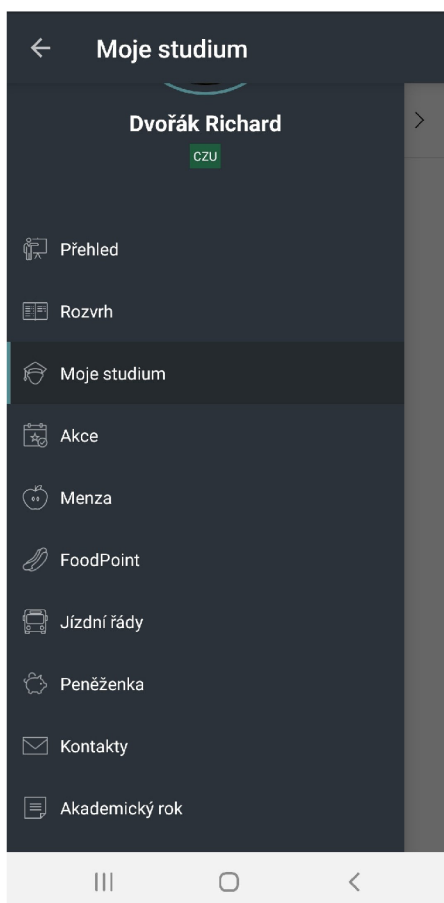 Moje studium
Dvořák Richard
CZU
Přehled
Rozvrh
Moje studium
Akce
Menza
FoodPoint
Jízdní řády
Peněženka
Kontakty
Akademický rok